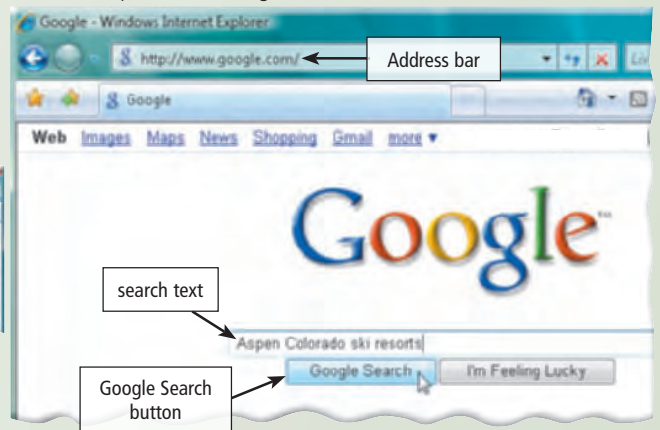 Google - Windows Internet Explorer
http://www.google.com/
Address bar
Google
Web Images Maps News Shopping Gmail more
Google
search text
Aspen Colorado ski resorts
Google Search I'm Feeling Lucky
Google Search
button